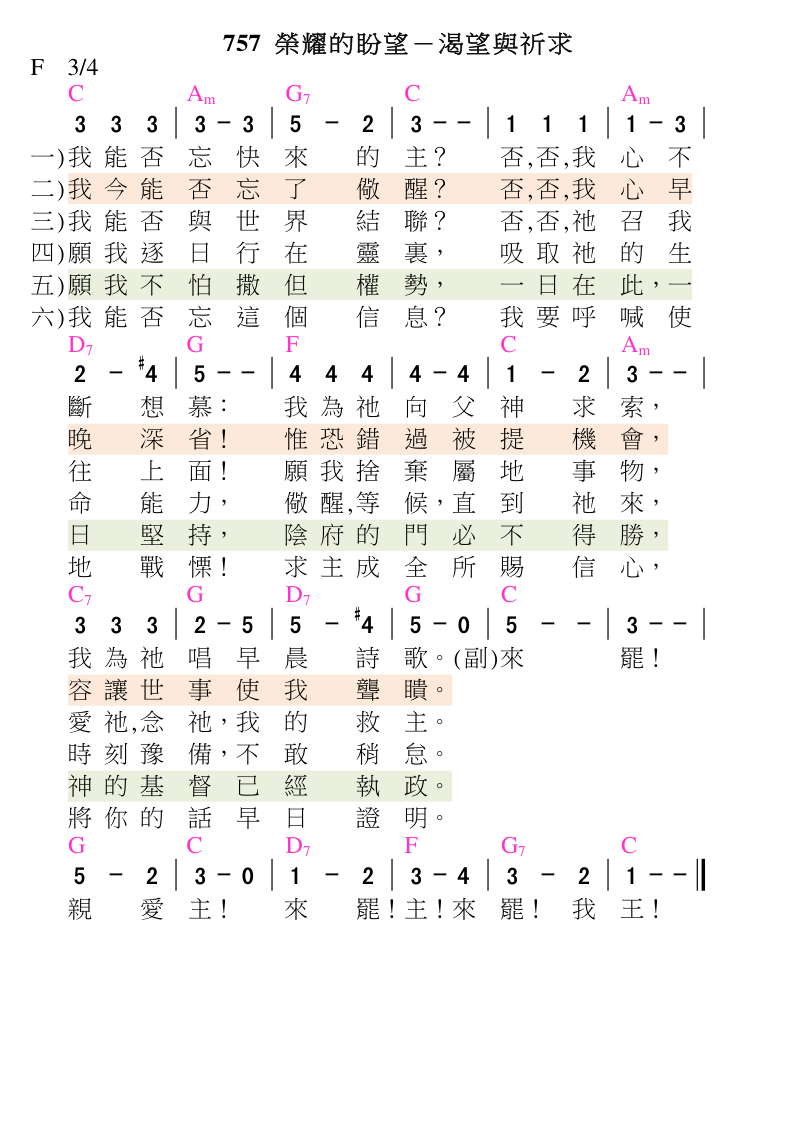 757 榮耀的盼望－渴望與祈求
F 3/4
C Am G7 C Am
3 3 3 | 3 - 3 | 5 - 2 | 3 - - | 1 1 1 | 1 - 3 |
一)我能否忘快來的主？否,否,我心不
二)我今能否忘了儆醒？否,否,我心早
三)我能否與世界結聯？否,否,祂召我
四)願我逐日行在靈裏，吸取祂的生
五)願我不怕撒但權勢，一日在此，一
六)我能否忘這個信息？我要呼喊使
D7 G F C Am
2 - #4 | 5 - - | 4 4 4 | 4 - 4 | 1 - 2 | 3 - - |
斷想慕：我為祂向父神求索，
晚深省！惟恐錯過被提機會，
往上面！願我捨棄屬地事物，
命能力，儆醒,等候，直到祂來，
日堅持，陰府的門必不得勝，
地戰慄！求主成全所賜信心，
C7 G D7 G C
3 3 3 | 2 - 5 | 5 - #4 | 5 - 0 | 5 - - | 3 - - |
我為祂唱早晨詩歌。(副)來罷！
容讓世事使我聾瞶。
愛祂,念祂，我的救主。
時刻豫備，不敢稍怠。
神的基督已經執政。
將你的話早日證明。
G C D7 F G7 C
5 - 2 | 3 - 0 | 1 - 2 | 3 - 4 | 3 - 2 | 1 - - ‖
親愛主！來罷！主！來罷！我王！